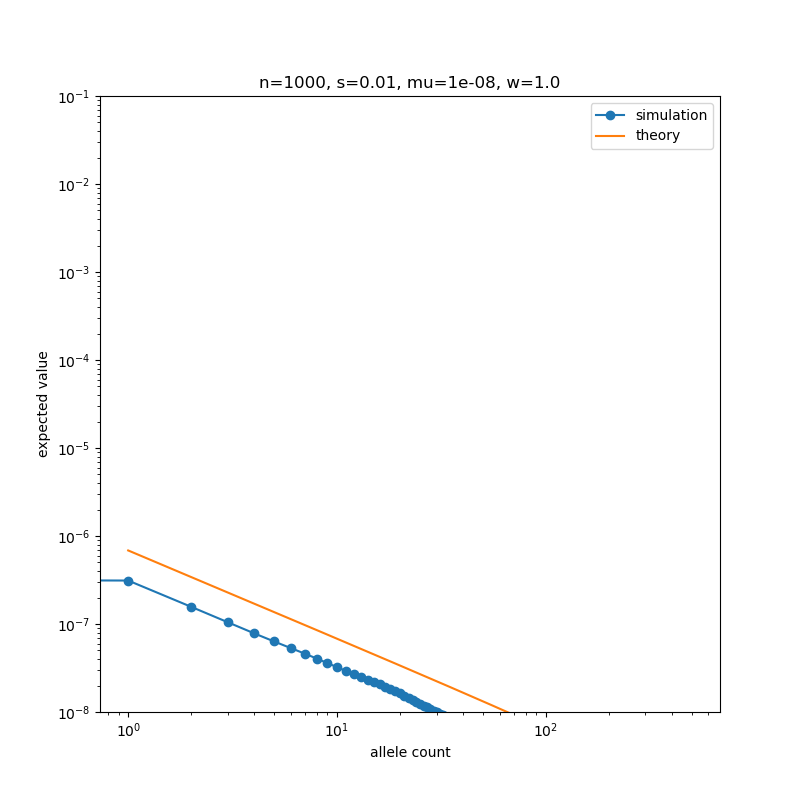 n=1000, s=0.01, mu=1e-08, w=1.0
simulation
theory
10⁻¹
10⁻²
10⁻³
10⁻⁴
10⁻⁵
10⁻⁶
10⁻⁷
10⁻⁸
expected value
10⁰ 10¹ 10²
allele count